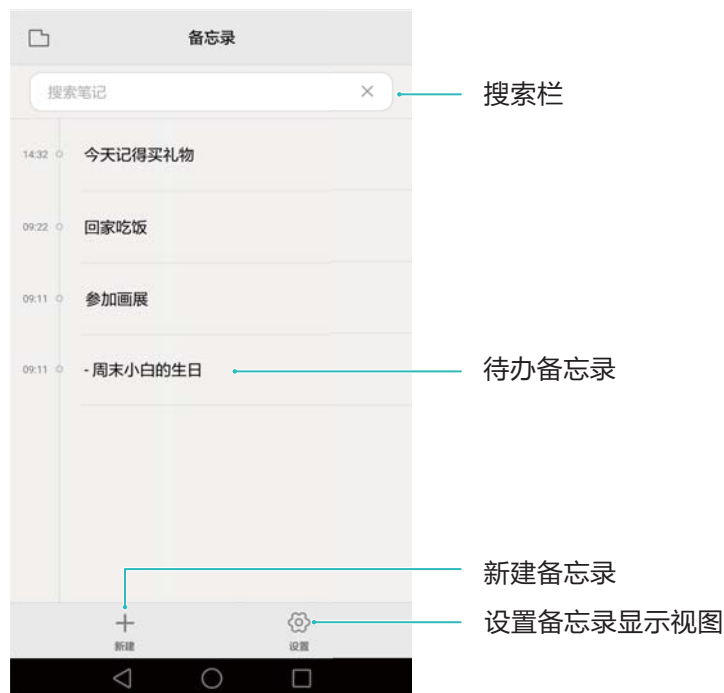 备忘录
搜索笔记
搜索栏
14:32 今天记得买礼物
09:22 回家吃饭
09:11 参加画展
09:11 - 周末小白的生日
待办备忘录
新建备忘录
设置备忘录显示视图
新建
设置